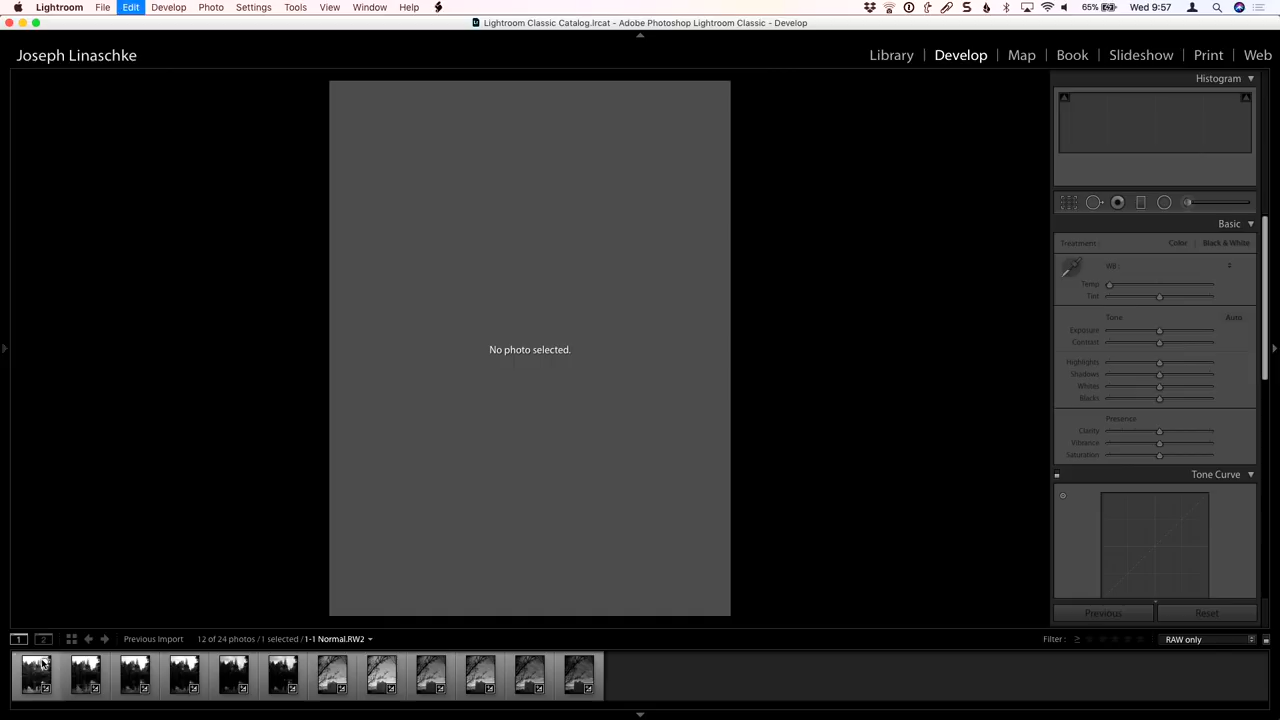 Lightroom File Edit Develop Photo Settings Tools View Window Help 65% Wed 9:57
Lightroom Classic Catalog.lrcat - Adobe Photoshop Lightroom Classic - Develop
Joseph Linaschke Library | Develop | Map | Book | Slideshow | Print | Web
Histogram
Basic
Treatment : Color | Black & White
WB :
Temp
Tint
Tone Auto
Exposure
Contrast
No photo selected.
Highlights
Shadows
Whites
Blacks
Presence
Clarity
Vibrance
Saturation
Tone Curve
Previous Reset
1 2 Previous Import 12 of 24 photos / 1 selected / 1-1 Normal.RW2 Filter : RAW only